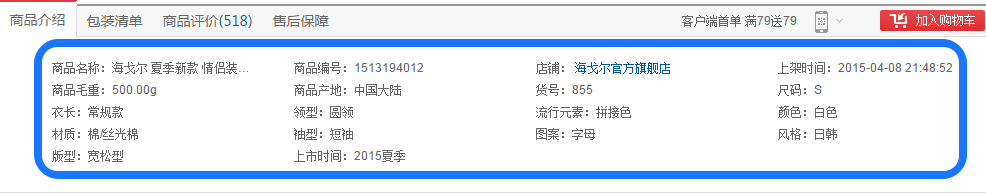 商品介绍 包装清单 商品评价(518) 售后保障 客户端首单 满79送79 加入购物车
商品名称：海戈尔 夏季新款 情侣装... 商品编号：1513194012 店铺：海戈尔官方旗舰店 上架时间：2015-04-08 21:48:52
商品毛重：500.00g 商品产地：中国大陆 货号：855 尺码：S
衣长：常规款 领型：圆领 流行元素：拼接色 颜色：白色
材质：棉/丝光棉 袖型：短袖 图案：字母 风格：日韩
版型：宽松型 上市时间：2015夏季